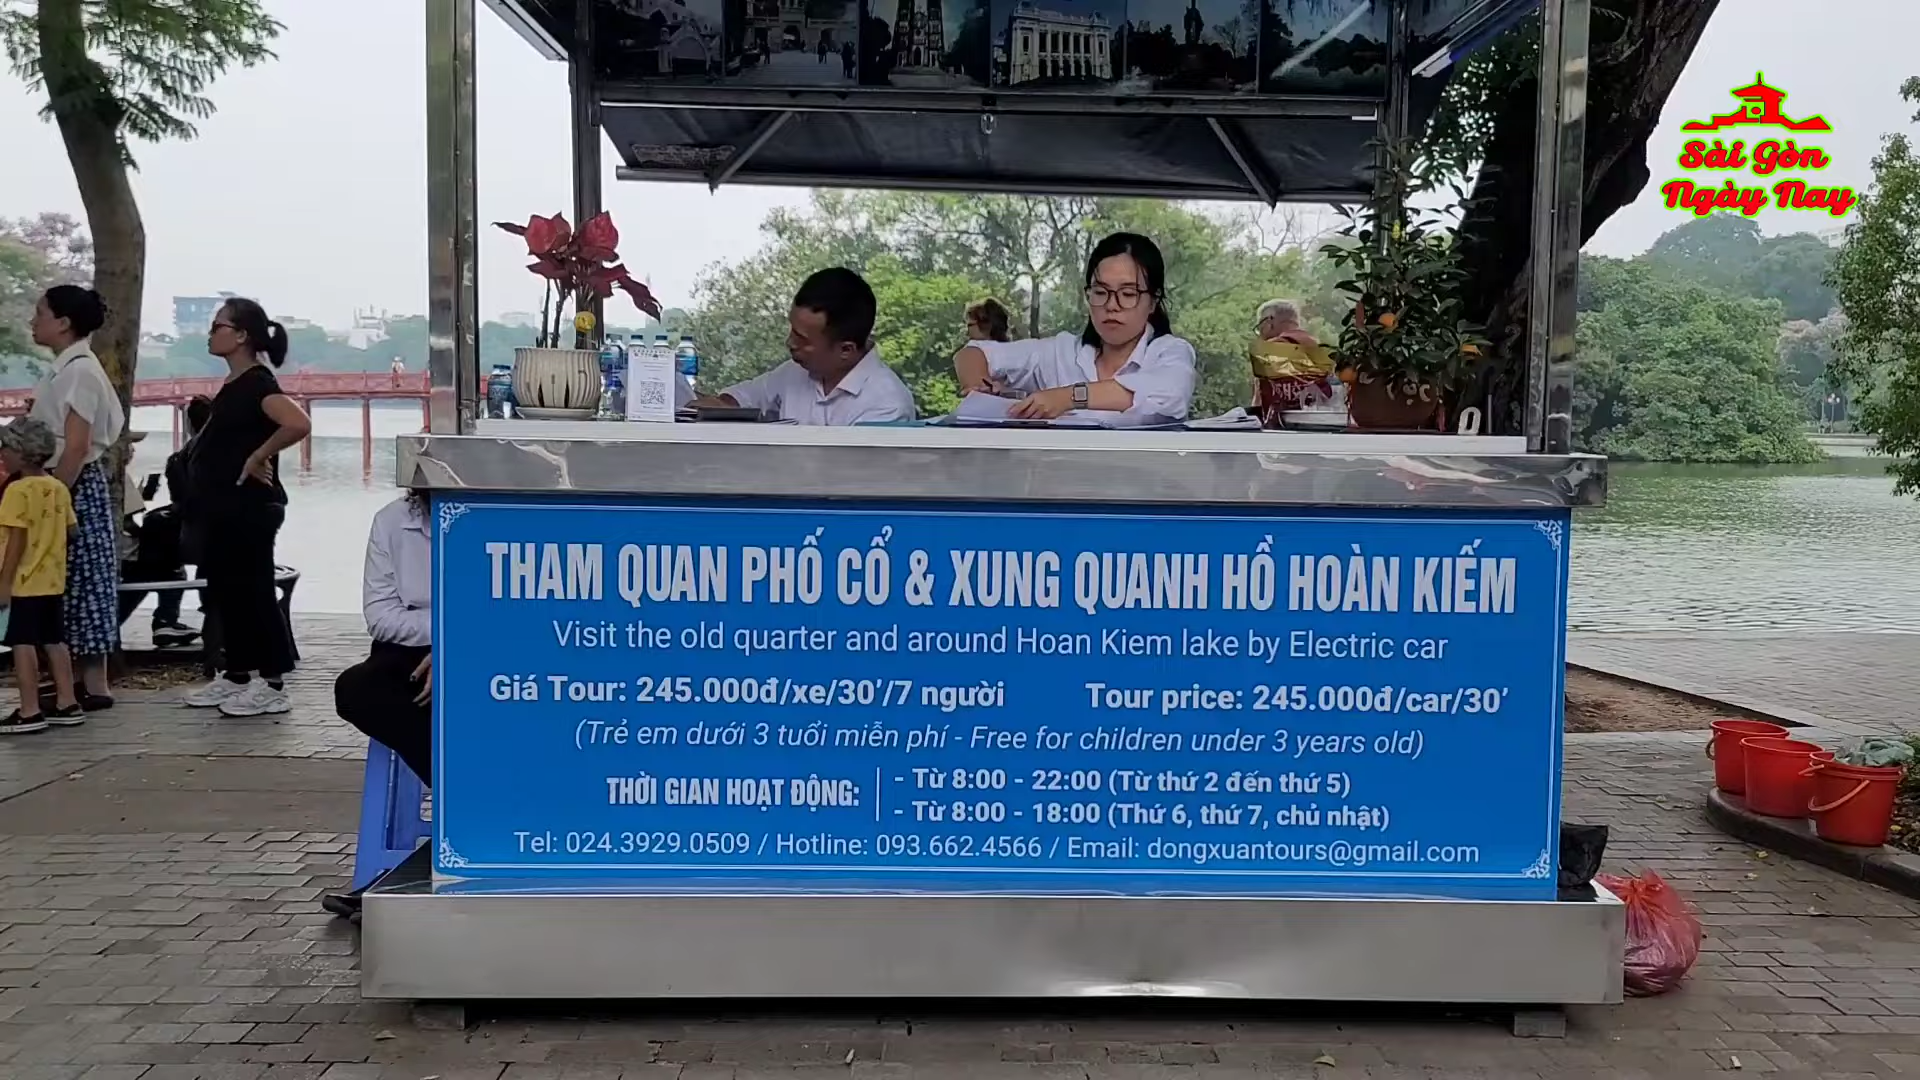 Sài Gòn
Ngày Nay
THAM QUAN PHỐ CỔ & XUNG QUANH HỒ HOÀN KIẾM
Visit the old quarter and around Hoan Kiem lake by Electric car
Giá Tour: 245.000đ/xe/30'/7 người Tour price: 245.000đ/car/30'
(Trẻ em dưới 3 tuổi miễn phí - Free for children under 3 years old)
THỜI GIAN HOẠT ĐỘNG:
- Từ 8:00 - 22:00 (Từ thứ 2 đến thứ 5)
- Từ 8:00 - 18:00 (Thứ 6, thứ 7, chủ nhật)
Tel: 024.3929.0509 / Hotline: 093.662.4566 / Email: dongxuantours@gmail.com